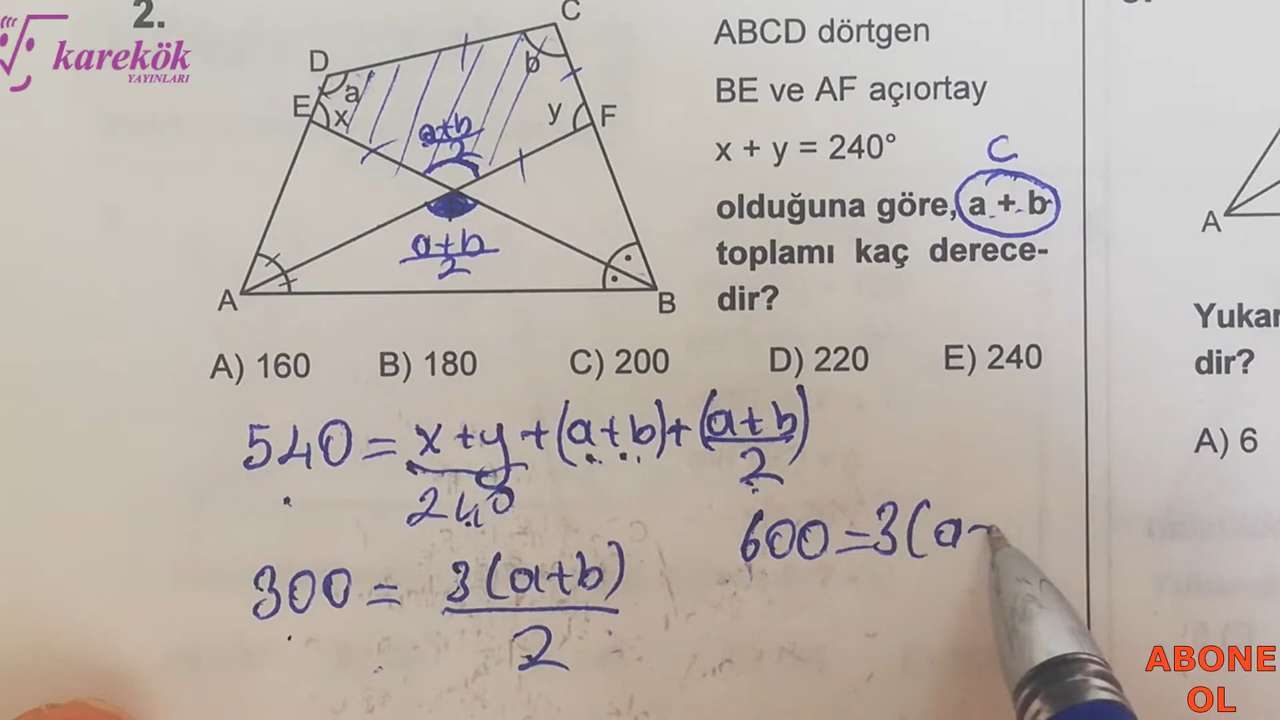 2.
karekök
YAYINLARI
C
D
b
a
E
x
y
F
a+b
2
a+b
2
A
B
ABCD dörtgen
BE ve AF açıortay
x + y = 240°
C
olduğuna göre, a + b
toplamı kaç derece-
dir?
A) 160 B) 180 C) 200 D) 220 E) 240
540 = x+y + (a+b) + (a+b)
2
240
600 = 3(a
300 = 3(a+b)
2
A
Yukar
dir?
A) 6
ABONE
OL